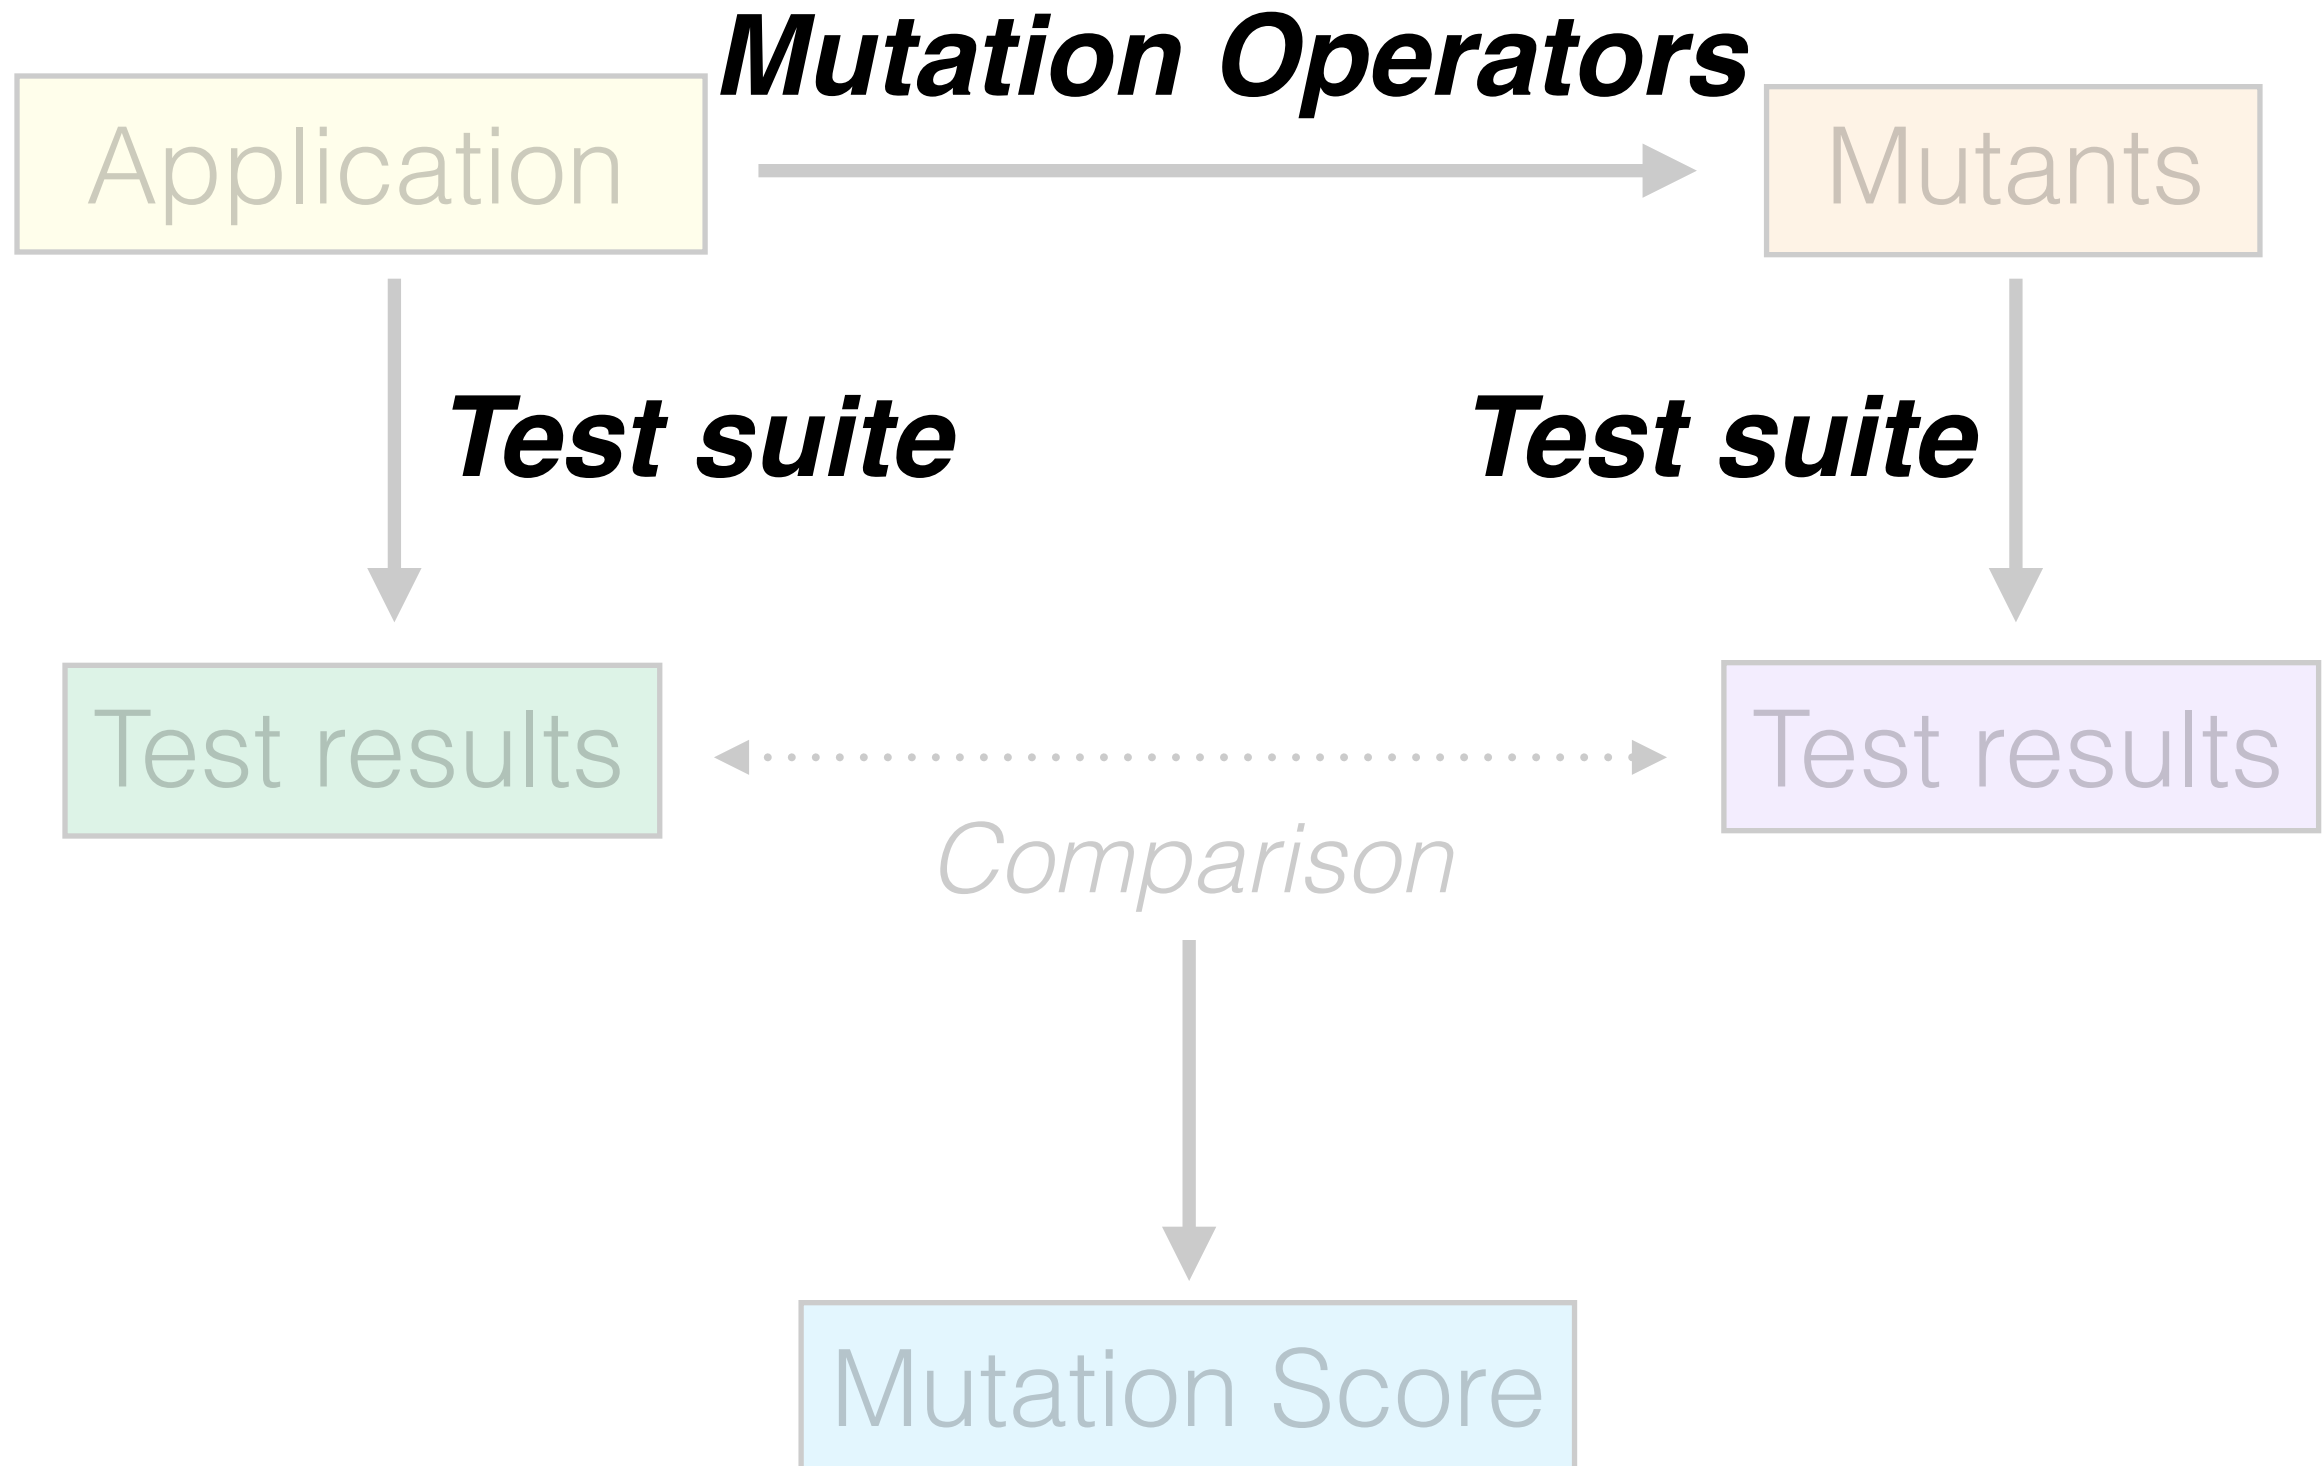 Mutation Operators
Application
Mutants
Test suite
Test suite
Test results
Test results
Comparison
Mutation Score